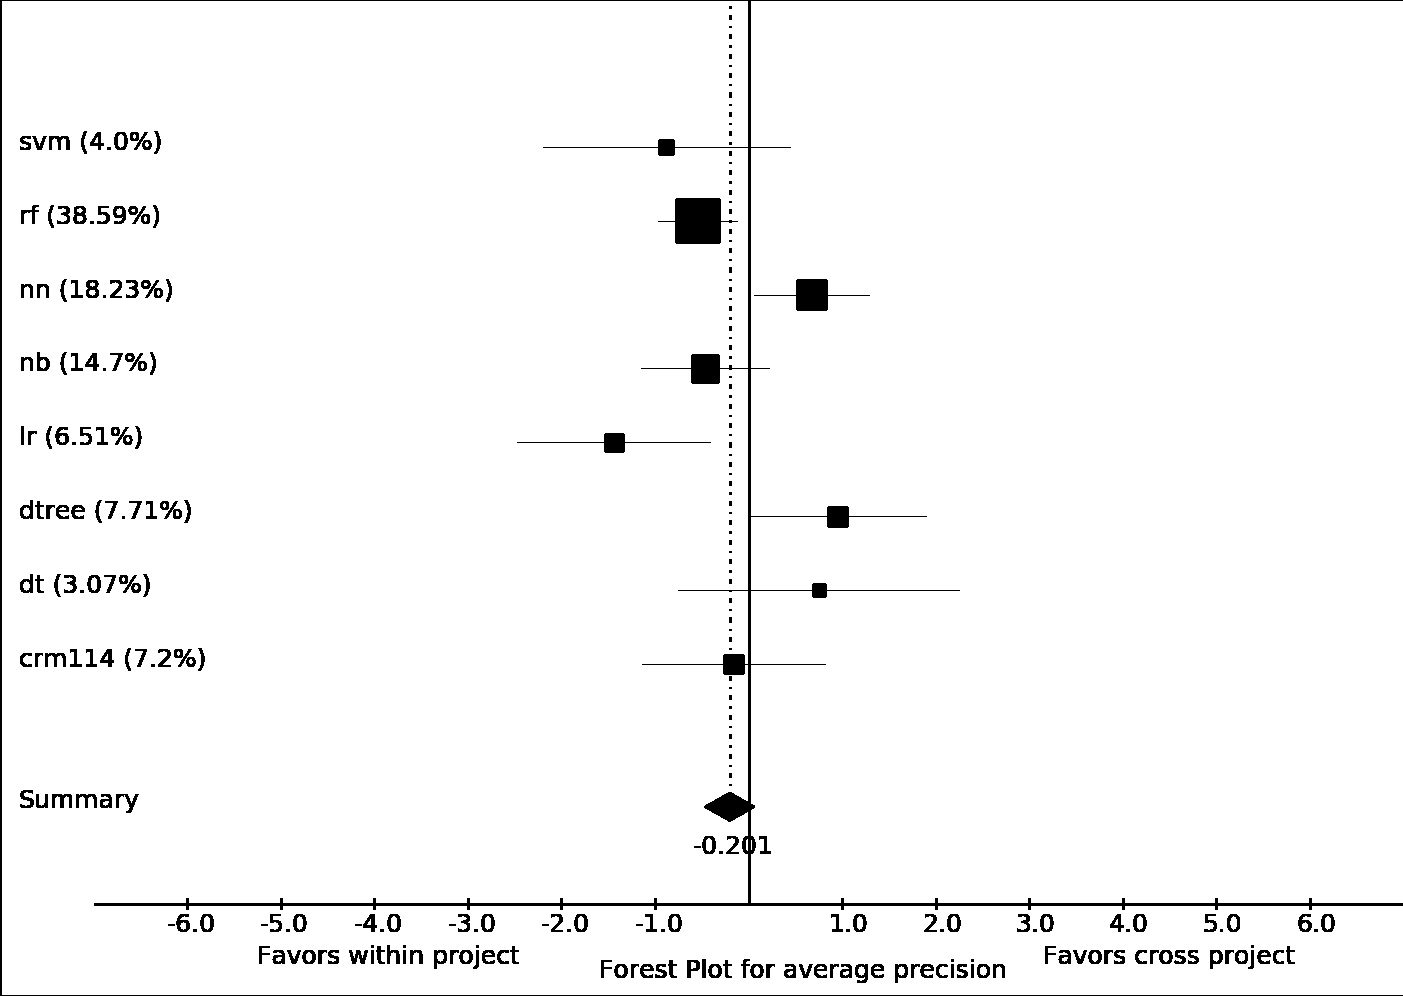 svm (4.0%)
rf (38.59%)
nn (18.23%)
nb (14.7%)
lr (6.51%)
dtree (7.71%)
dt (3.07%)
crm114 (7.2%)
Summary
-0.201
-6.0 -5.0 -4.0 -3.0 -2.0 -1.0 1.0 2.0 3.0 4.0 5.0 6.0
Favors within project Favors cross project
Forest Plot for average precision